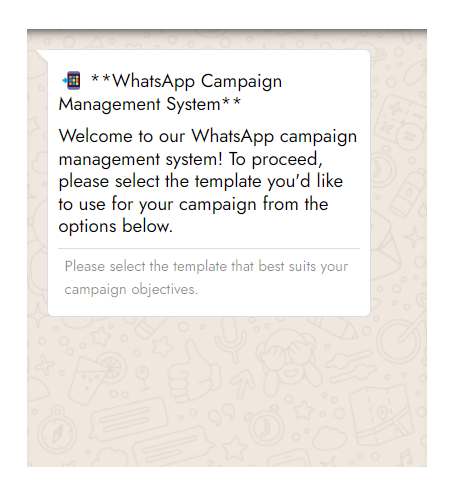 📲 **WhatsApp Campaign
Management System**
Welcome to our WhatsApp campaign
management system! To proceed,
please select the template you'd like
to use for your campaign from the
options below.
Please select the template that best suits your
campaign objectives.